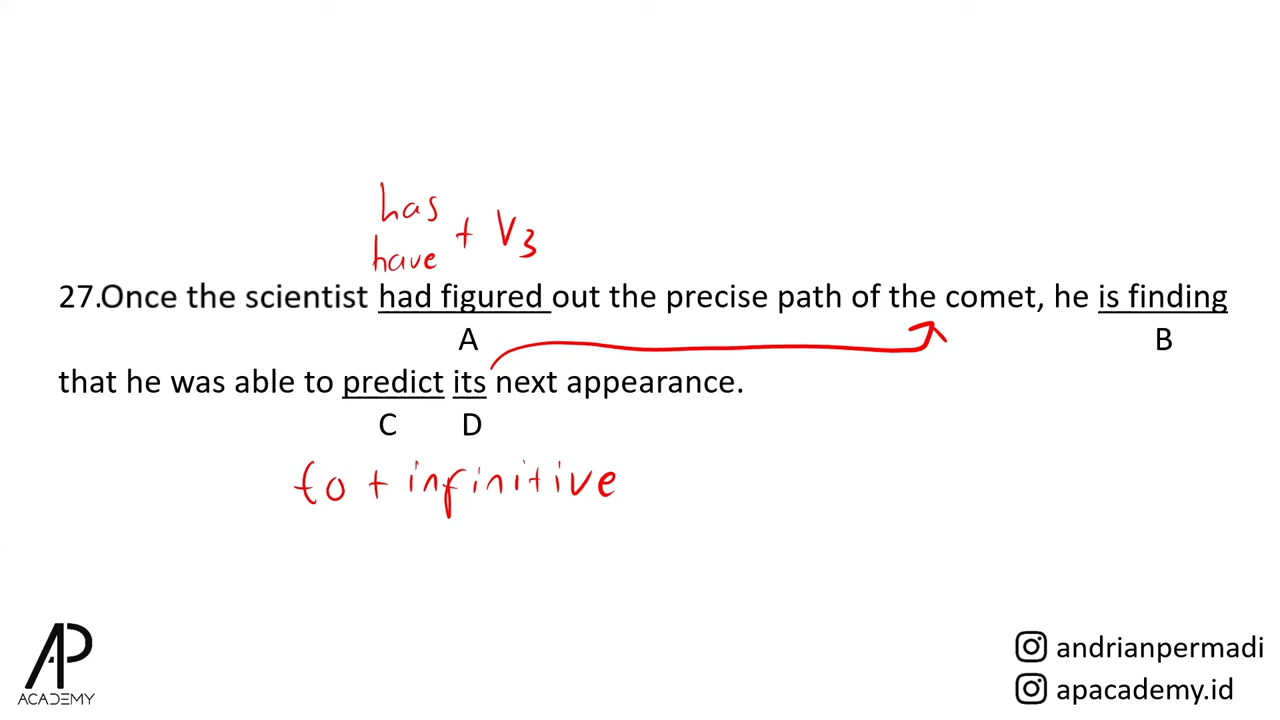 has
have + V3
27.Once the scientist had figured out the precise path of the comet, he is finding
A
B
that he was able to predict its next appearance.
C D
to + infinitive
AP
ACADEMY
andrianpermadi
apacademy.id